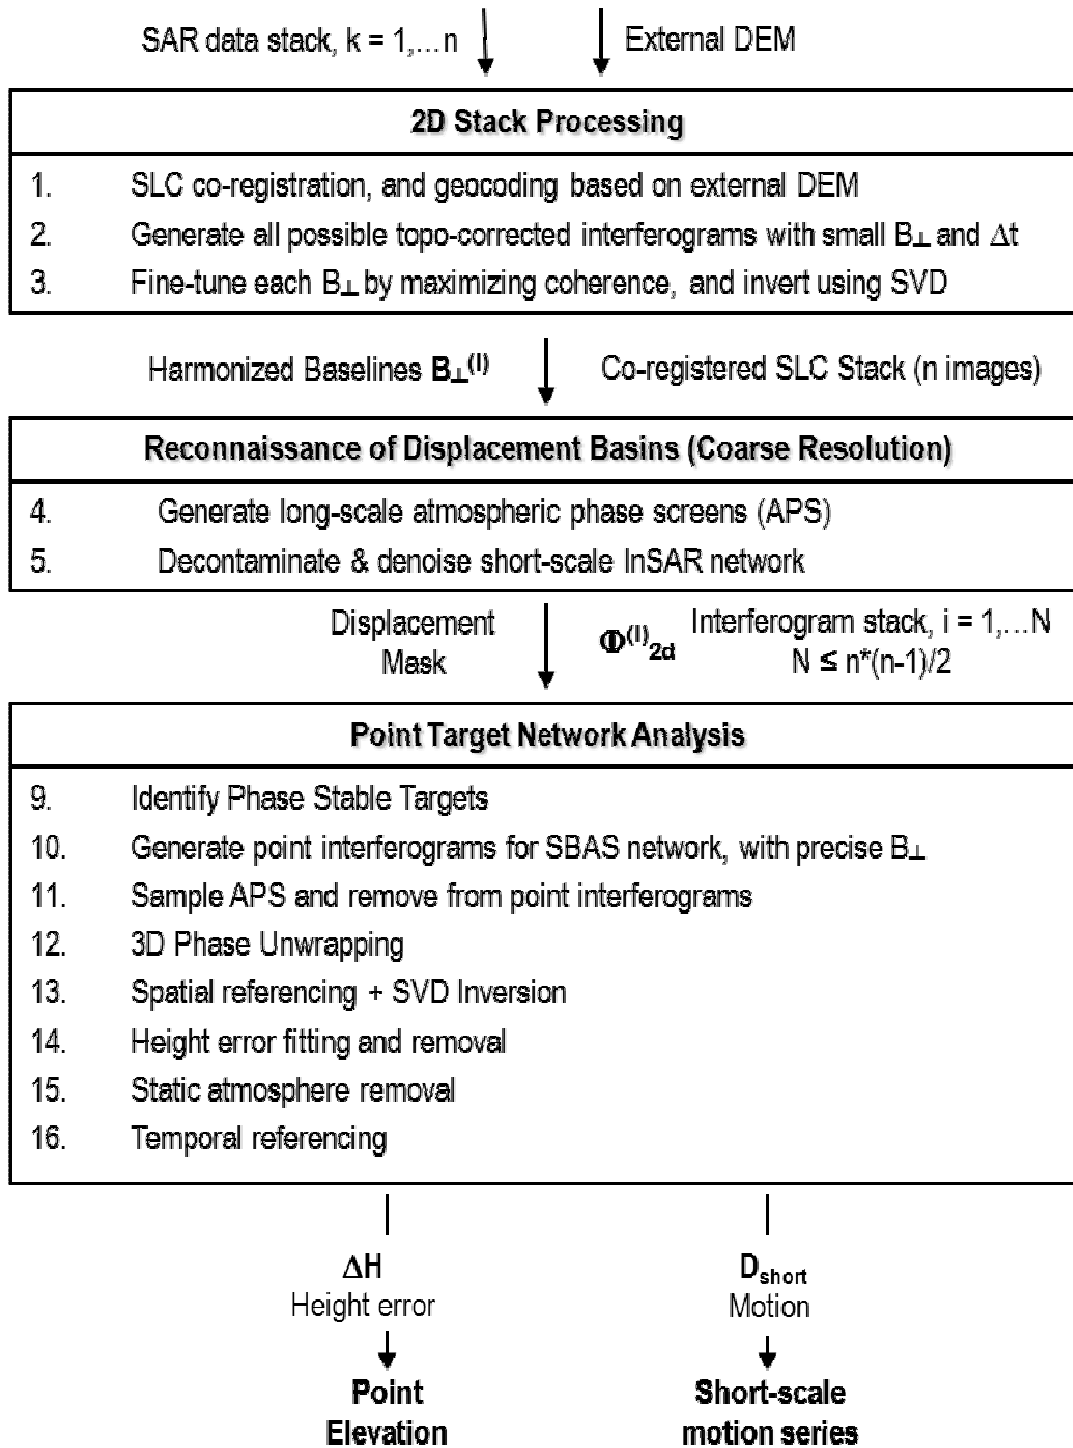 SAR data stack, k = 1,...n
External DEM
2D Stack Processing
1. SLC co-registration, and geocoding based on external DEM
2. Generate all possible topo-corrected interferograms with small B⊥ and Δt
3. Fine-tune each B⊥ by maximizing coherence, and invert using SVD
Harmonized Baselines B⊥(I)
Co-registered SLC Stack (n images)
Reconnaissance of Displacement Basins (Coarse Resolution)
4. Generate long-scale atmospheric phase screens (APS)
5. Decontaminate & denoise short-scale InSAR network
Displacement
Mask
Φ(I)2d
Interferogram stack, i = 1,...N
N ≤ n*(n-1)/2
Point Target Network Analysis
9. Identify Phase Stable Targets
10. Generate point interferograms for SBAS network, with precise B⊥
11. Sample APS and remove from point interferograms
12. 3D Phase Unwrapping
13. Spatial referencing + SVD Inversion
14. Height error fitting and removal
15. Static atmosphere removal
16. Temporal referencing
ΔH
Height error
Point
Elevation
Dshort
Motion
Short-scale
motion series